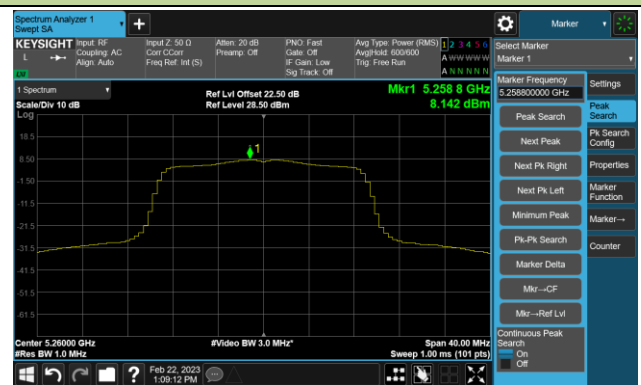 Spectrum Analyzer 1
Swept SA
Marker
KEYSIGHT
L
Input: RF
Coupling: AC
Align: Auto
Input Z: 50 Ω
Corr CCorr
Freq Ref: Int (S)
Atten: 20 dB
Preamp: Off
PNO: Fast
Gate: Off
IF Gain: Low
Sig Track: Off
Avg Type: Power (RMS)
Avg|Hold: 600/600
Trig: Free Run
1 2 3 4 5 6
A W W W W W
A N N N N N
Select Marker
Marker 1
1 Spectrum
Scale/Div 10 dB
Log
Ref Lvl Offset 22.50 dB
Ref Level 28.50 dBm
Mkr1 5.258 8 GHz
8.142 dBm
18.5
8.50
-1.50
-11.5
-21.5
-31.5
-41.5
-51.5
-61.5
1
Center 5.26000 GHz
#Res BW 1.0 MHz
#Video BW 3.0 MHz*
Span 40.00 MHz
Sweep 1.00 ms (101 pts)
Marker Frequency
5.258800000 GHz
Peak Search
Next Peak
Next Pk Right
Next Pk Left
Minimum Peak
Pk-Pk Search
Marker Delta
Mkr→CF
Mkr→Ref Lvl
Continuous Peak
Search
On
Off
Settings
Peak
Search
Pk Search
Config
Properties
Marker
Function
Marker→
Counter
Feb 22, 2023
1:09:12 PM